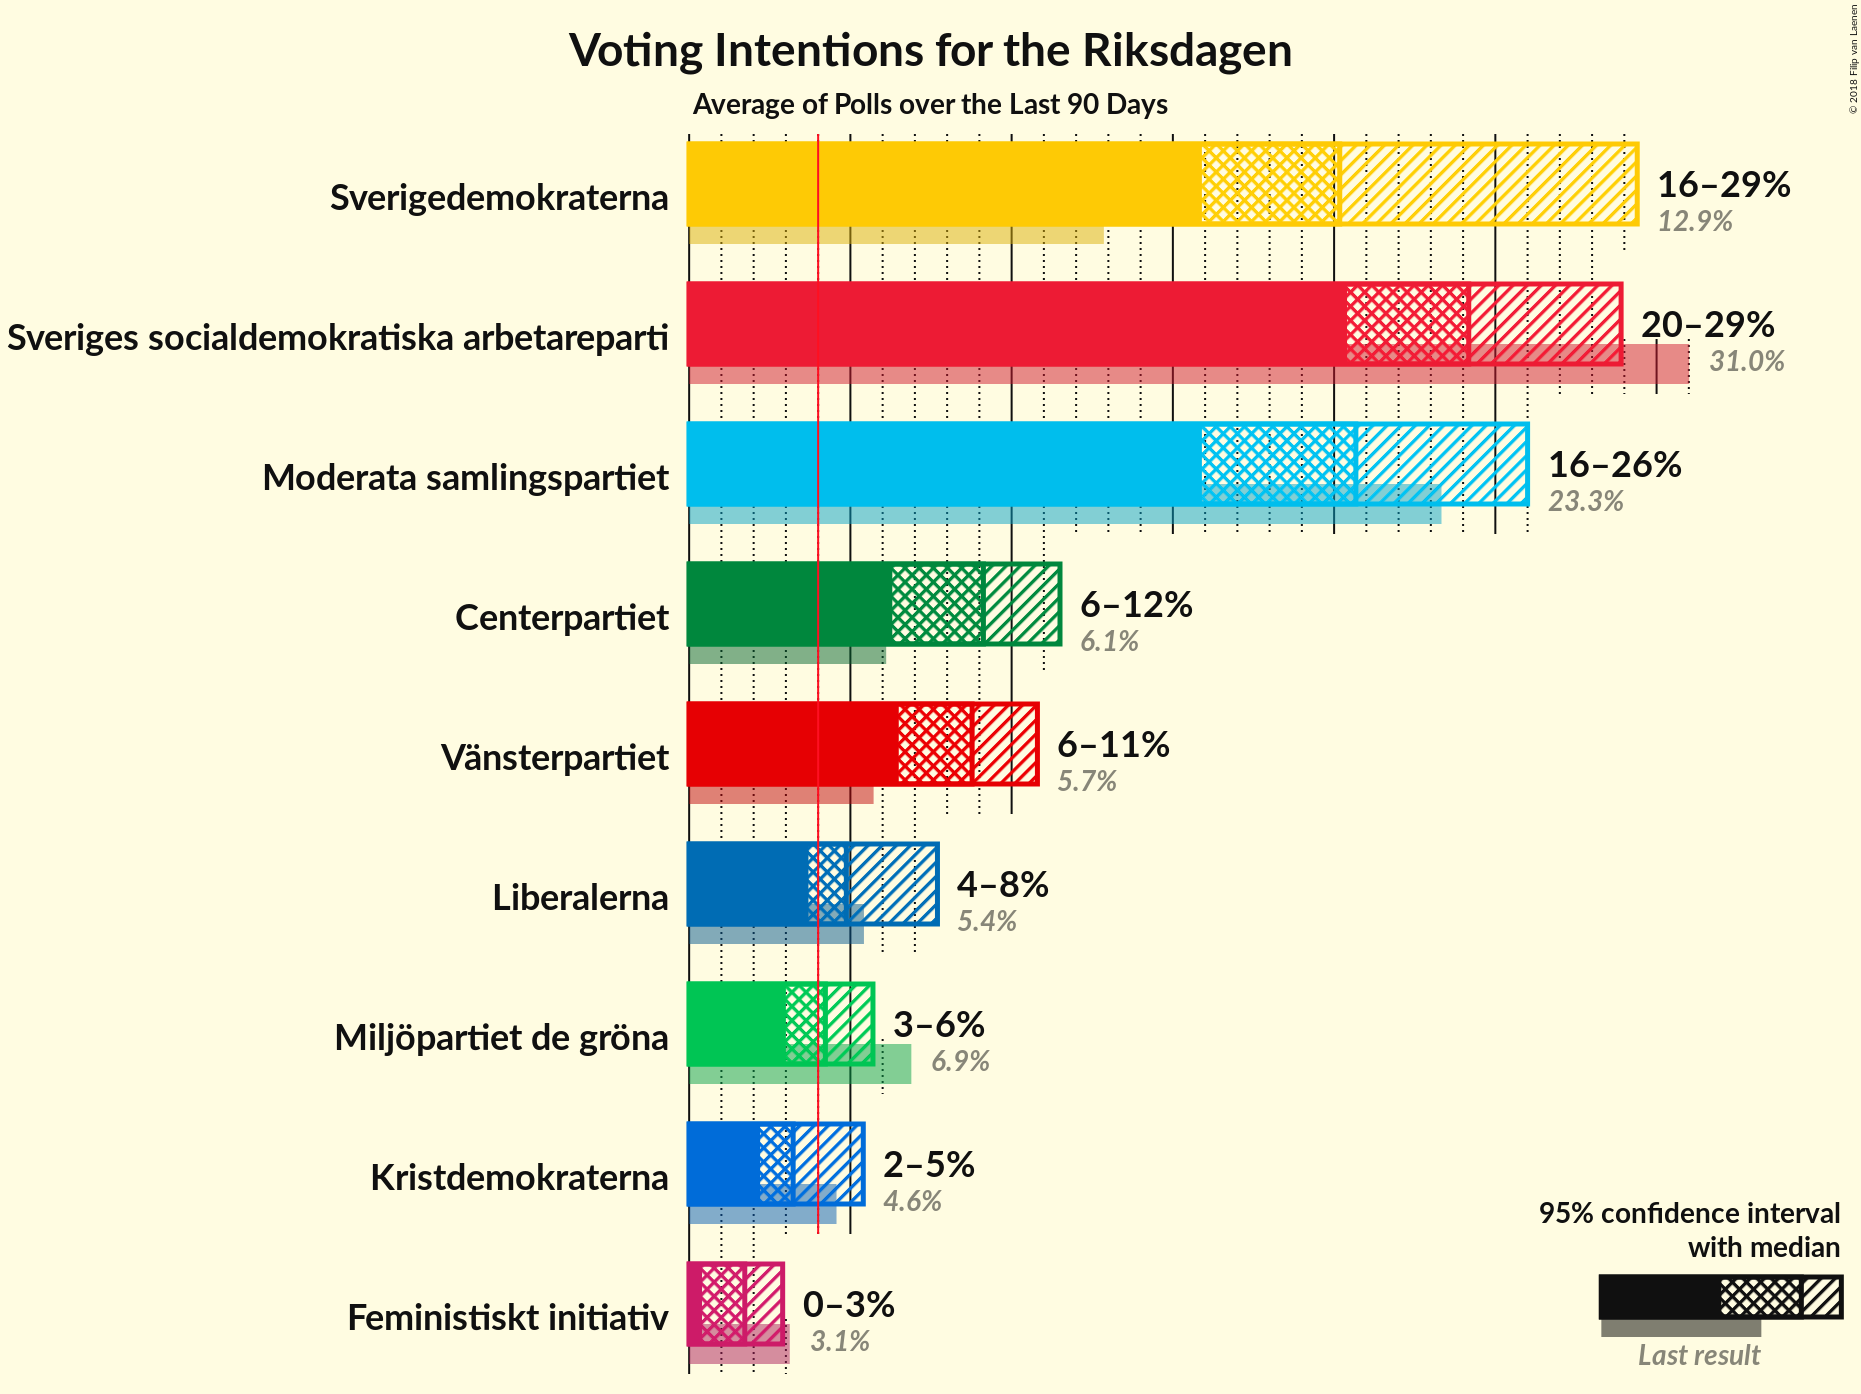 Voting Intentions for the Riksdagen
Average of Polls over the Last 90 Days
© 2018 Filip van Laenen
Sverigedemokraterna
16–29%
12.9%
Sveriges socialdemokratiska arbetareparti
20–29%
31.0%
Moderata samlingspartiet
16–26%
23.3%
Centerpartiet
6–12%
6.1%
Vänsterpartiet
6–11%
5.7%
Liberalerna
4–8%
5.4%
Miljöpartiet de gröna
3–6%
6.9%
Kristdemokraterna
2–5%
4.6%
Feministiskt initiativ
0–3%
3.1%
95% confidence interval
with median
Last result